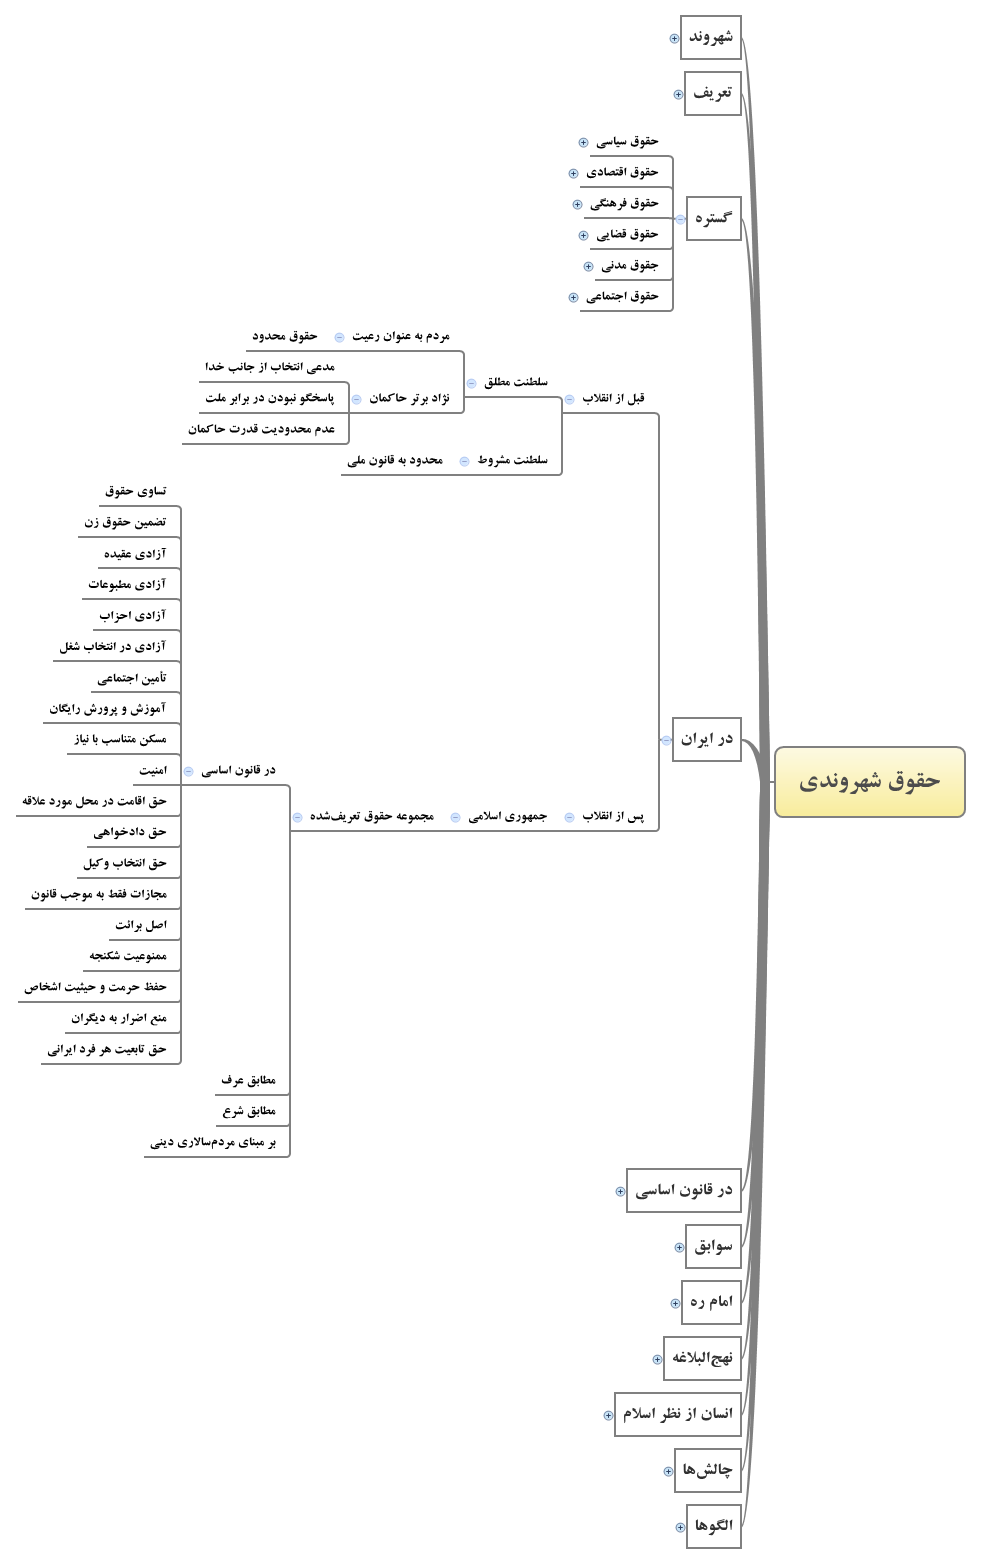 حقوق شهروندی
شهروند
تعریف
گستره
حقوق سیاسی
حقوق اقتصادی
حقوق فرهنگی
حقوق قضایی
جقوق مدنی
حقوق اجتماعی
در ایران
قبل از انقلاب
سلطنت مطلق
مردم به عنوان رعیت
حقوق محدود
نژاد برتر حاکمان
مدعی انتخاب از جانب خدا
پاسخگو نبودن در برابر ملت
عدم محدودیت قدرت حاکمان
سلطنت مشروط
محدود به قانون ملی
پس از انقلاب
جمهوری اسلامی
مجموعه حقوق تعریف‌شده
در قانون اساسی
تساوی حقوق
تضمین حقوق زن
آزادی عقیده
آزادی مطبوعات
آزادی احزاب
آزادی در انتخاب شغل
تأمین اجتماعی
آموزش و پرورش رایگان
مسکن متناسب با نیاز
امنیت
حق اقامت در محل مورد علاقه
حق دادخواهی
حق انتخاب وکیل
مجازات فقط به موجب قانون
اصل برائت
ممنوعیت شکنجه
حفظ حرمت و حیثیت اشخاص
منع اضرار به دیگران
حق تابعیت هر فرد ایرانی
مطابق عرف
مطابق شرع
بر مبنای مردم‌سالاری دینی
در قانون اساسی
سوابق
امام ره
نهج‌البلاغه
انسان از نظر اسلام
چالش‌ها
الگوها